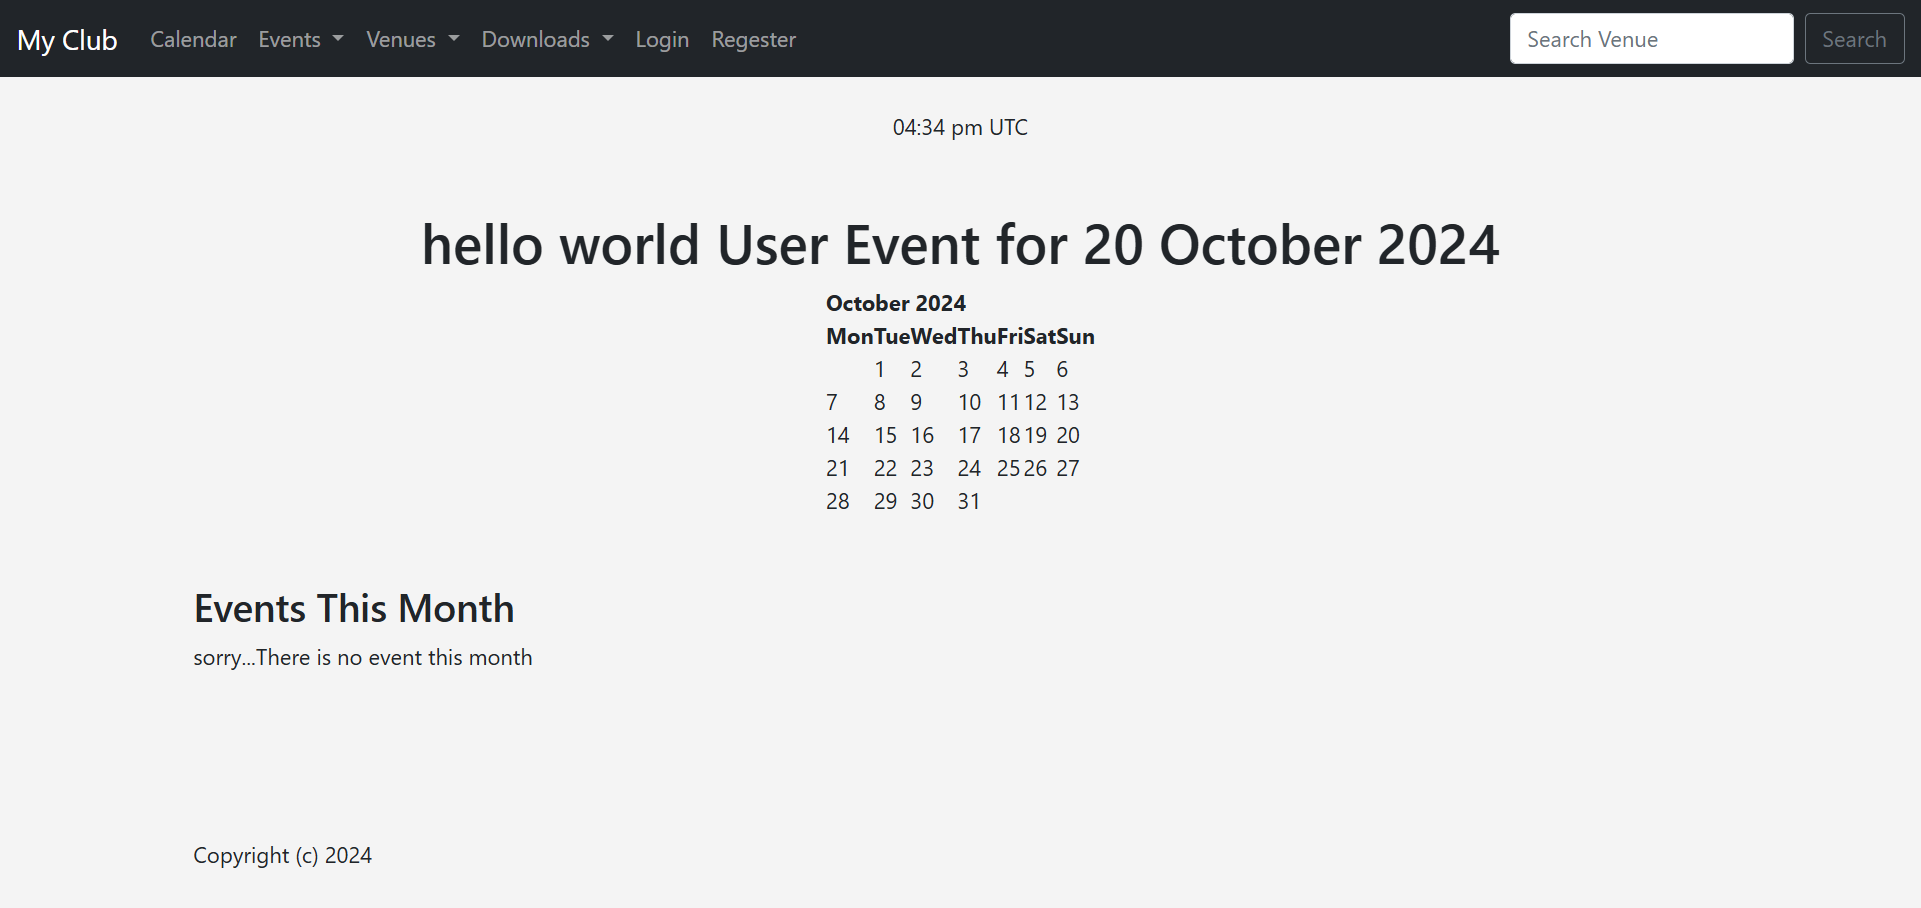 My Club Calendar Events Venues Downloads Login Regester Search Venue Search
04:34 pm UTC
hello world User Event for 20 October 2024
October 2024
Mon Tue Wed Thu Fri Sat Sun
1 2 3 4 5 6
7 8 9 10 11 12 13
14 15 16 17 18 19 20
21 22 23 24 25 26 27
28 29 30 31
Events This Month
sorry...There is no event this month
Copyright (c) 2024